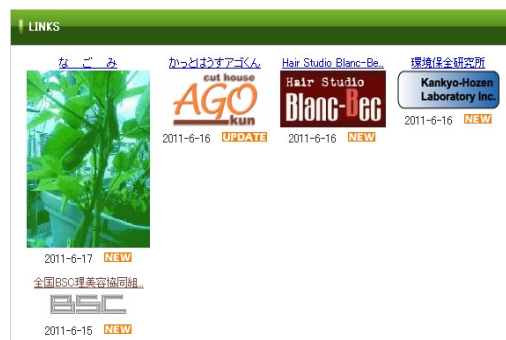 LINKS
な ご み
2011-6-17 NEW
かっとはうすアゴくん
cut house
AGO
kun
2011-6-16 UPDATE
Hair Studio Blanc-Be..
Hair Studio
Blanc-Bec
2011-6-16 NEW
環境保全研究所
Kankyo-Hozen
Laboratory Inc.
2011-6-16 NEW
全国BSC理美容協同組..
BSC
2011-6-15 NEW